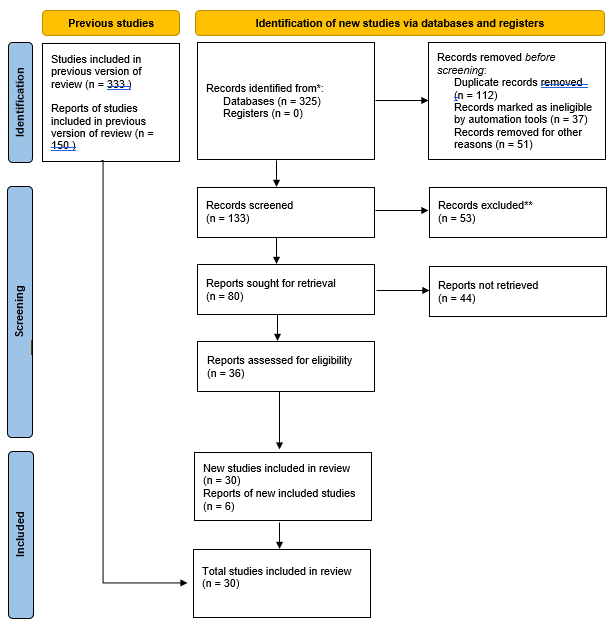 Previous studies
Identification of new studies via databases and registers
Identification
Studies included in
previous version of
review (n = 333 )
Reports of studies
included in previous
version of review (n =
150 )
Records identified from*:
Databases (n = 325)
Registers (n = 0)
Records removed before
screening:
Duplicate records removed
(n = 112)
Records marked as ineligible
by automation tools (n = 37)
Records removed for other
reasons (n = 51)
Screening
Records screened
(n = 133)
Records excluded**
(n = 53)
Reports sought for retrieval
(n = 80)
Reports not retrieved
(n = 44)
Reports assessed for eligibility
(n = 36)
Included
New studies included in review
(n = 30)
Reports of new included studies
(n = 6)
Total studies included in review
(n = 30)